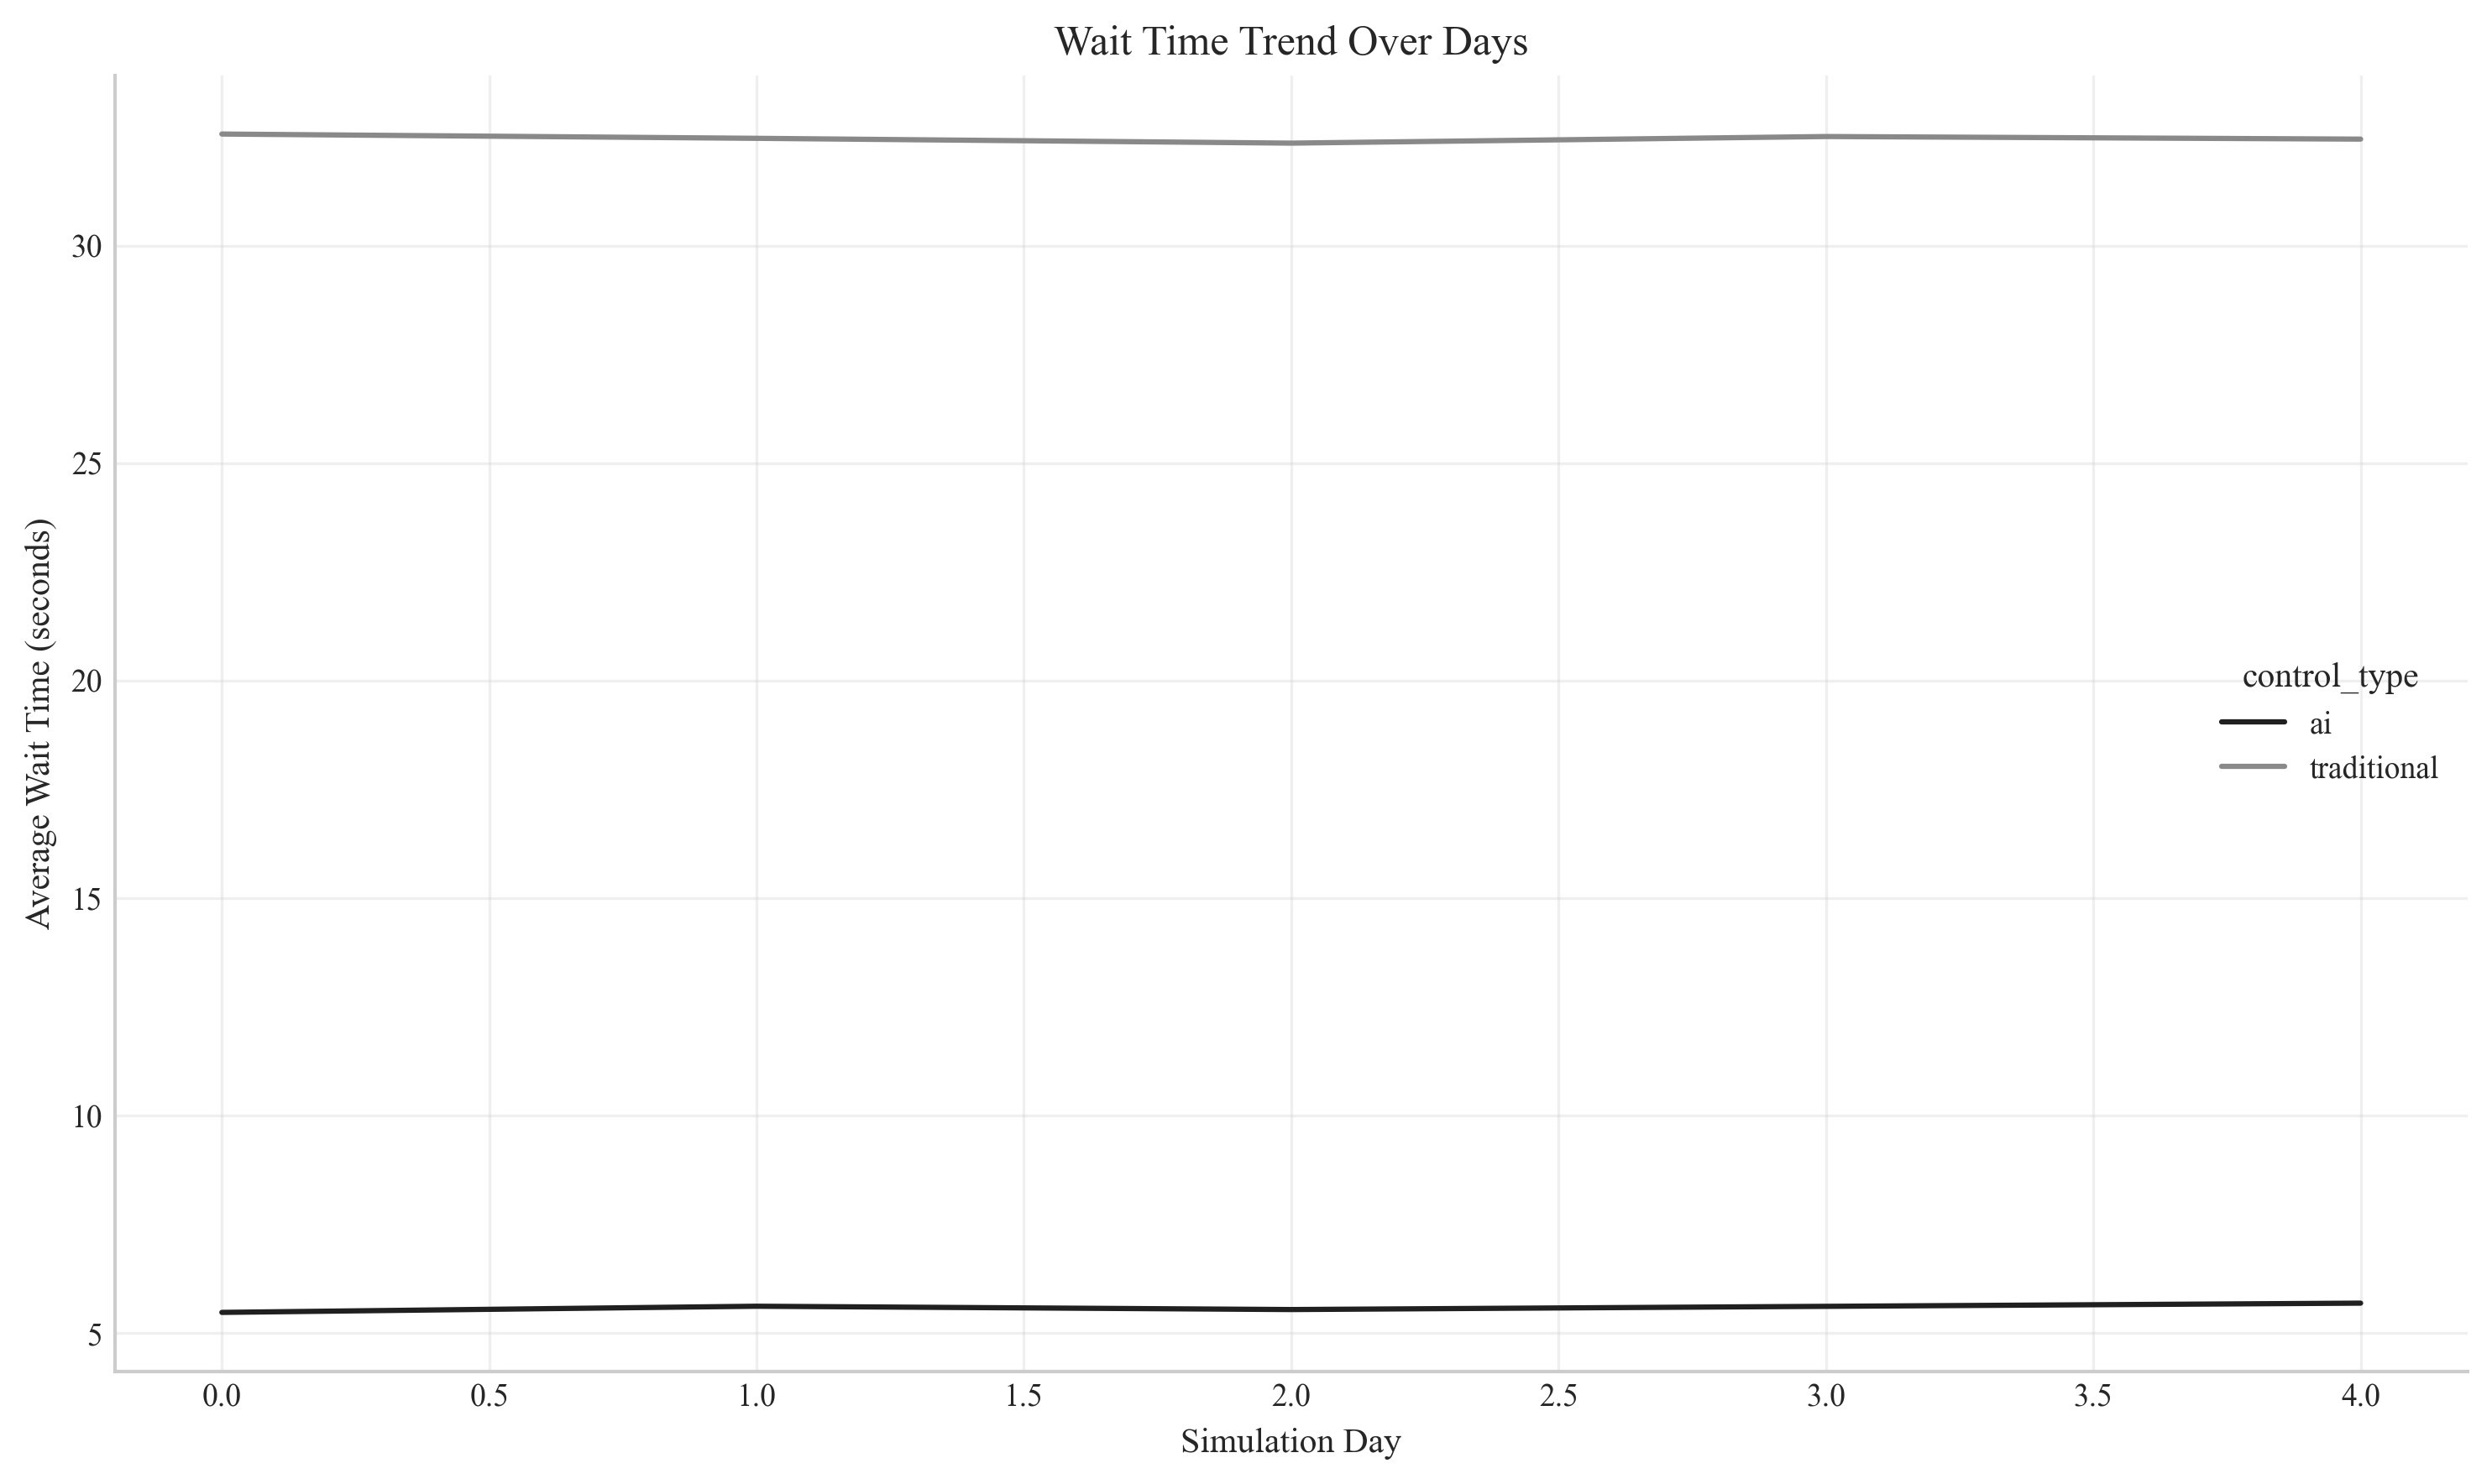 Wait Time Trend Over Days
Average Wait Time (seconds)
30
25
20
15
10
5
control_type
ai
traditional
0.0 0.5 1.0 1.5 2.0 2.5 3.0 3.5 4.0
Simulation Day